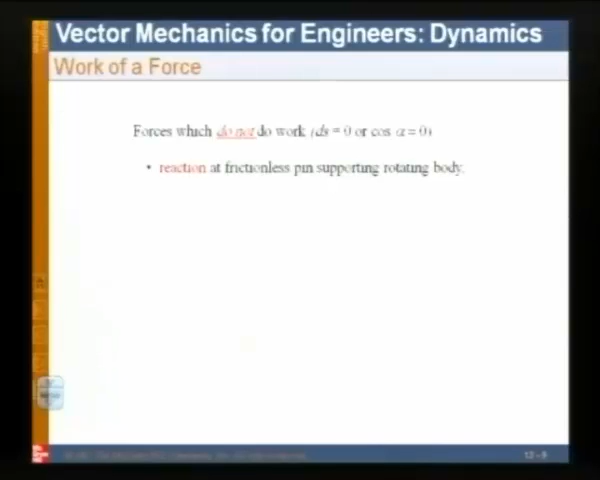 Vector Mechanics for Engineers: Dynamics
Work of a Force
Forces which do not do work (ds = 0 or cos α = 0)
• reaction at frictionless pin supporting rotating body.